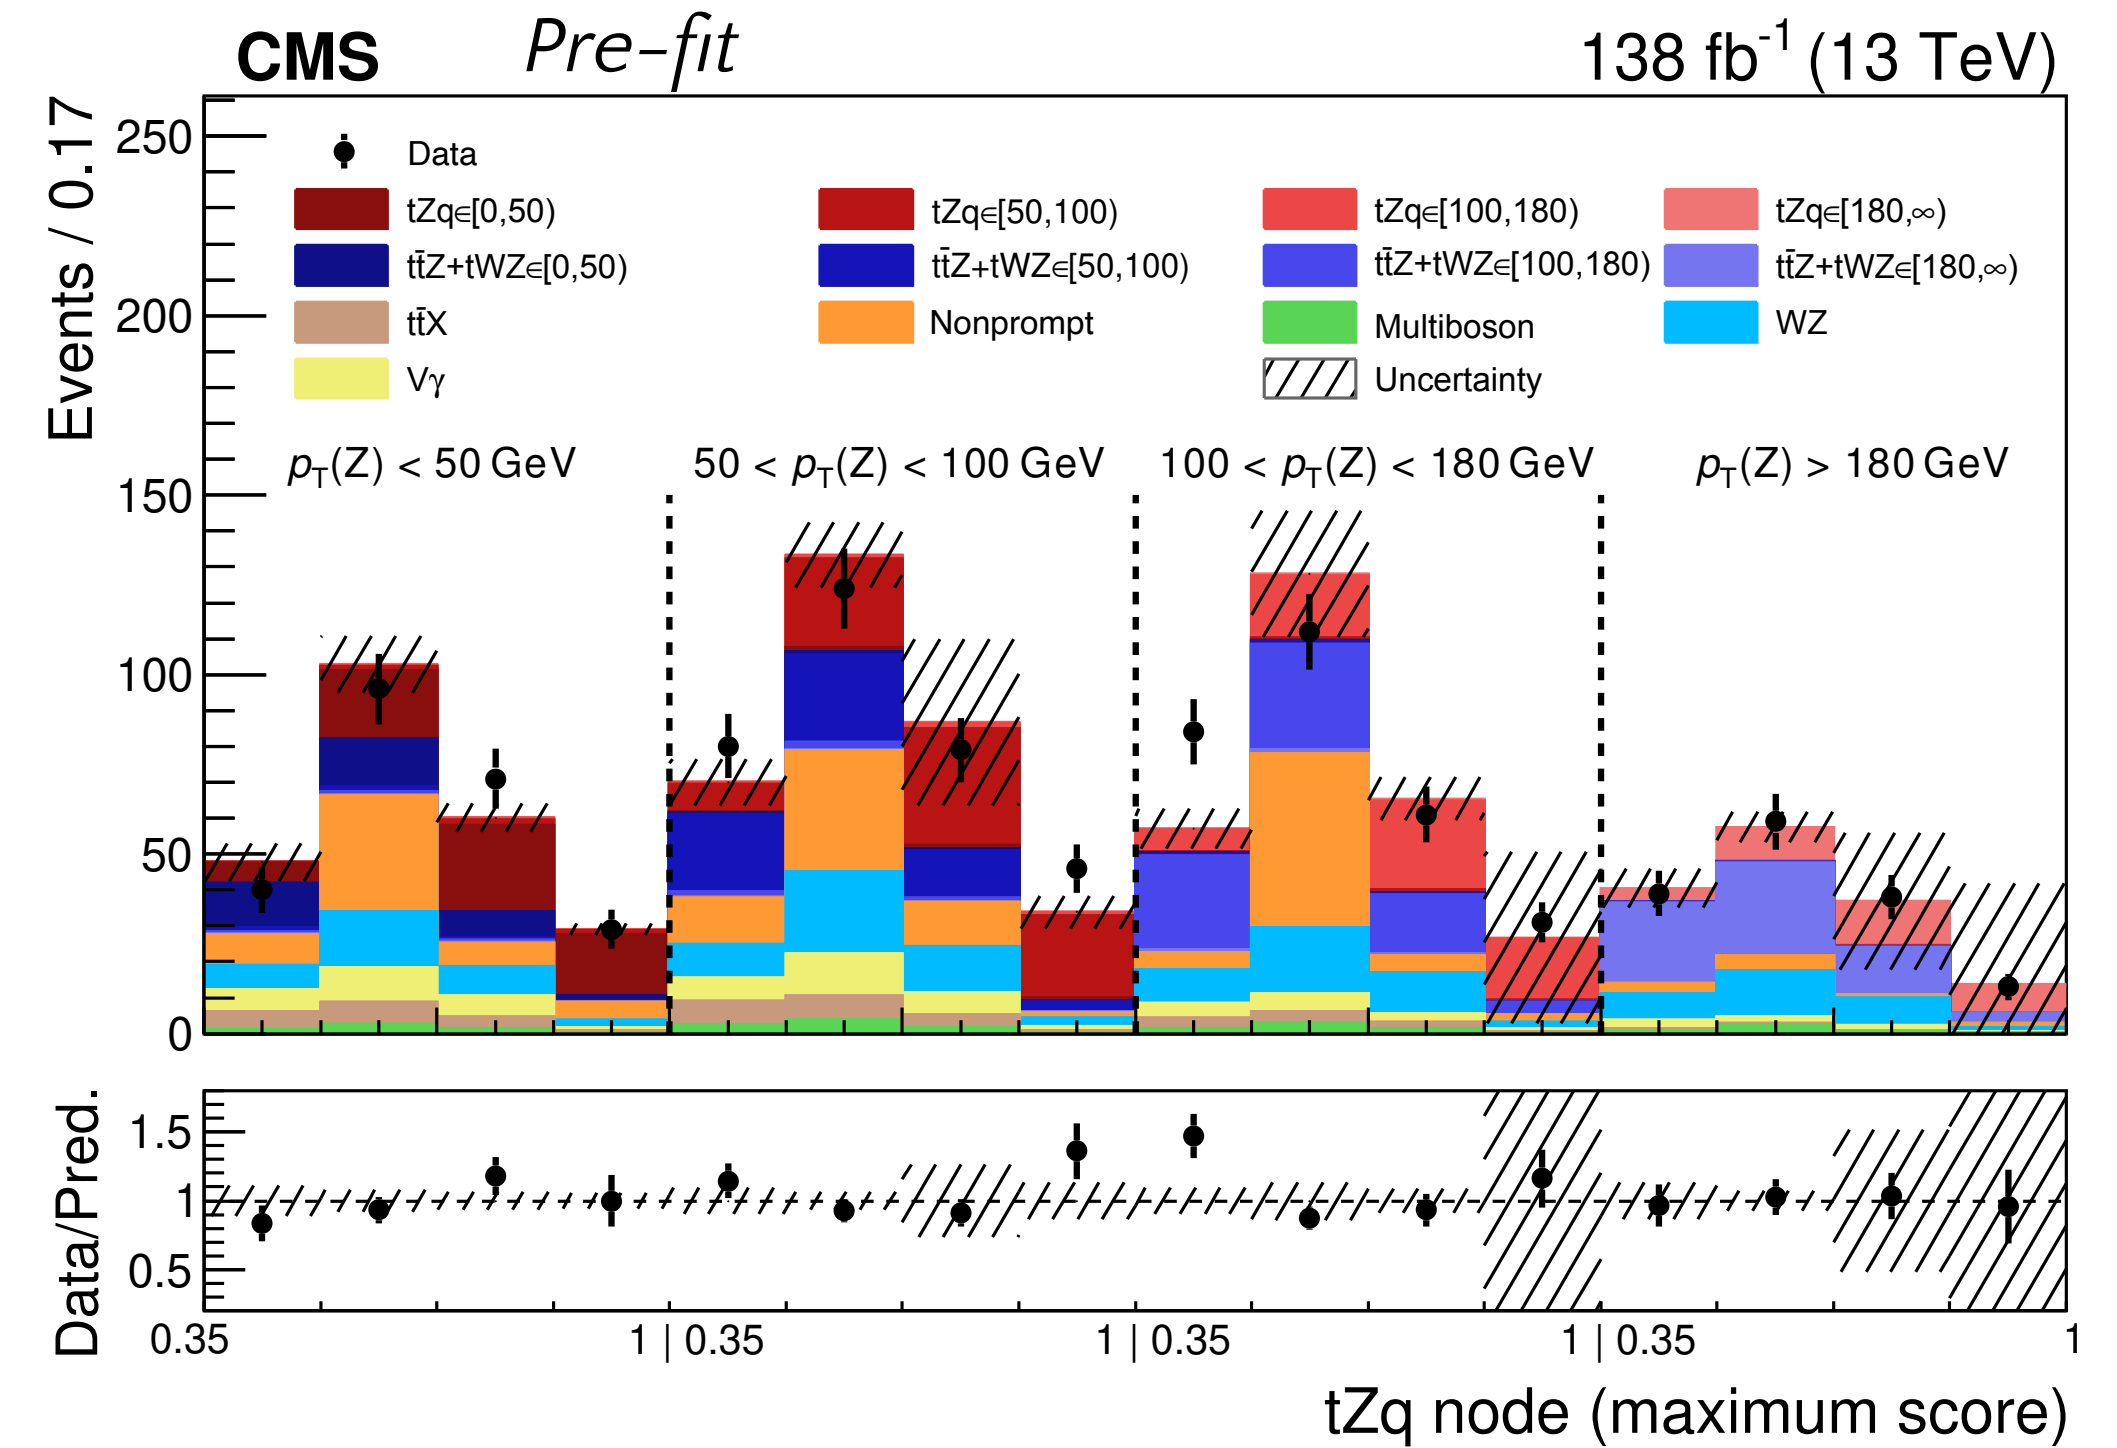 CMS Pre-fit 138 fb⁻¹ (13 TeV)
Events / 0.17
250
200
150
100
50
0
Data
tZq∈[0,50) tZq∈[50,100) tZq∈[100,180) tZq∈[180,∞)
tt̄Z+tWZ∈[0,50) tt̄Z+tWZ∈[50,100) tt̄Z+tWZ∈[100,180) tt̄Z+tWZ∈[180,∞)
tt̄X Nonprompt Multiboson WZ
Vγ Uncertainty
p_T(Z) < 50 GeV 50 < p_T(Z) < 100 GeV 100 < p_T(Z) < 180 GeV p_T(Z) > 180 GeV
Data/Pred.
1.5
1
0.5
0.35 1 | 0.35 1 | 0.35 1 | 0.35 1
tZq node (maximum score)